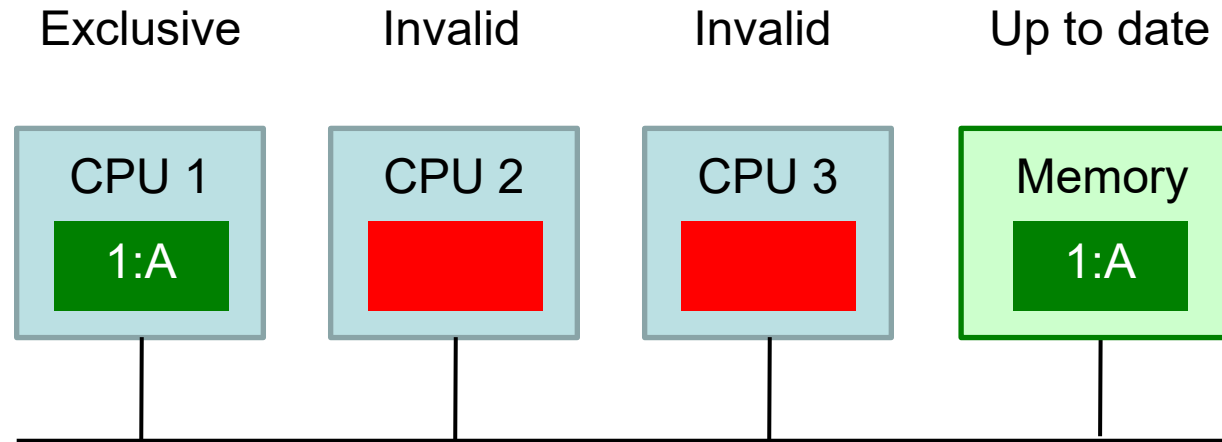 Exclusive Invalid Invalid Up to date
CPU 1 CPU 2 CPU 3 Memory
1:A 1:A